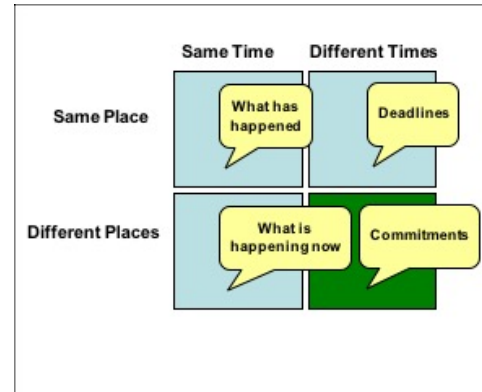 Same Time
Different Times
Same Place
What has
happened
Deadlines
Different Places
What is
happening now
Commitments